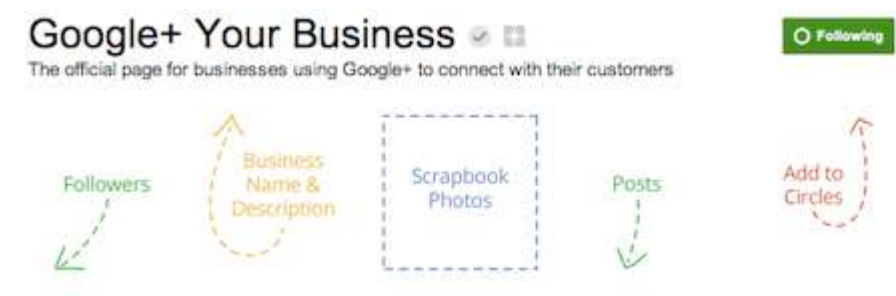 Google+ Your Business
Following
The official page for businesses using Google+ to connect with their customers
Followers
Business
Name &
Description
Scrapbook
Photos
Posts
Add to
Circles